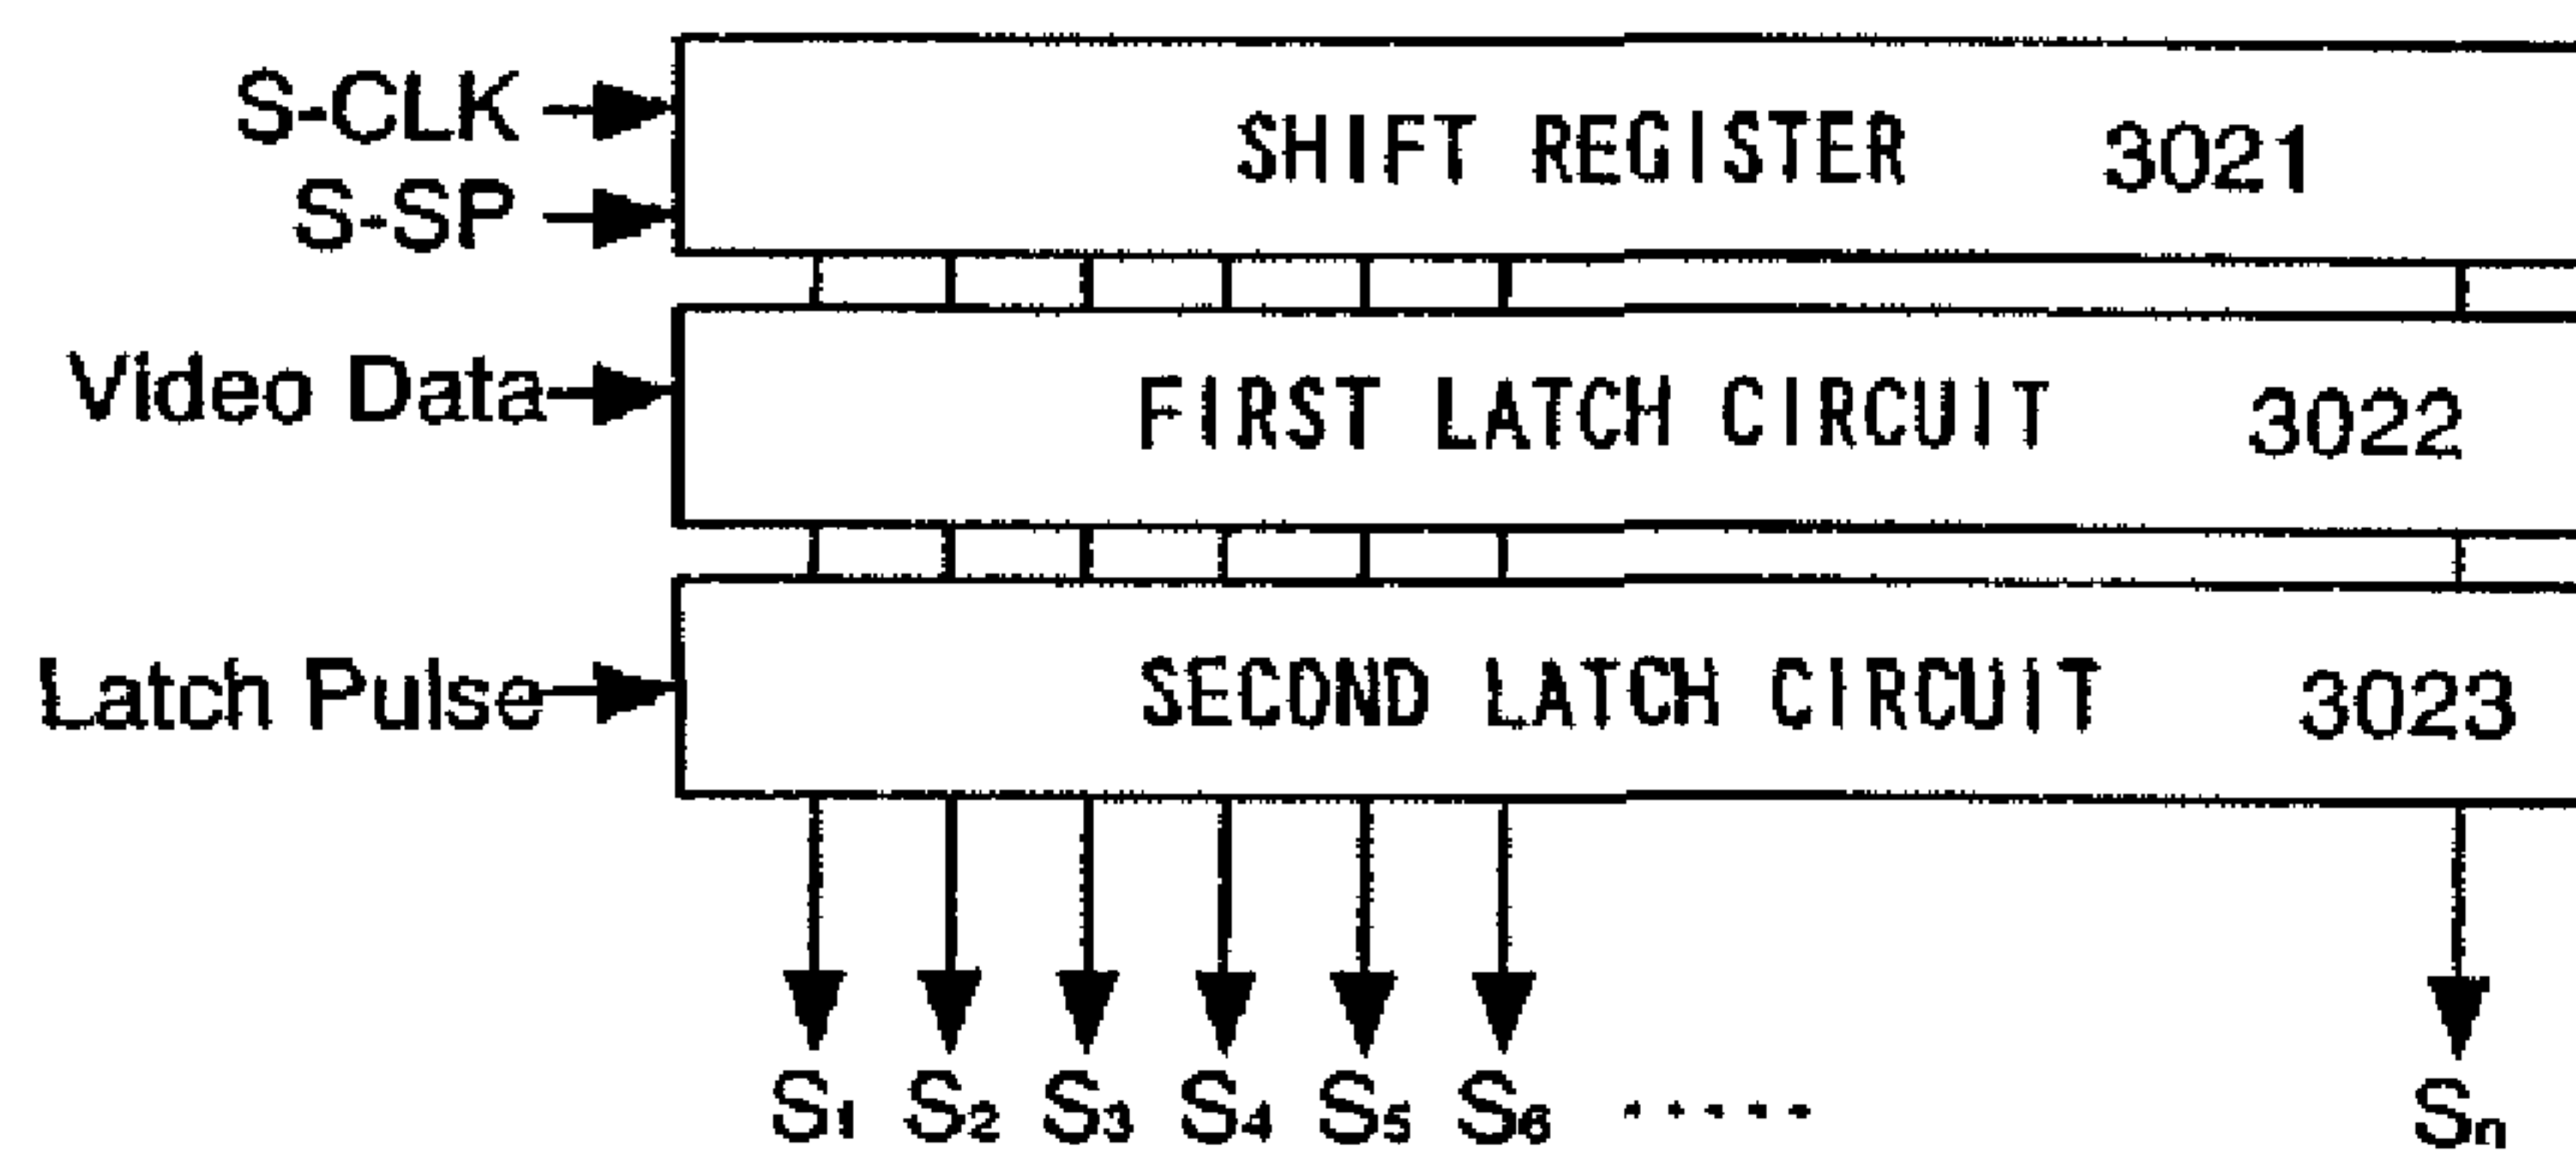 S-CLK
S-SP
SHIFT REGISTER 3021
Video Data
FIRST LATCH CIRCUIT 3022
Latch Pulse
SECOND LATCH CIRCUIT 3023
S1 S2 S3 S4 S5 S6 ····· Sn